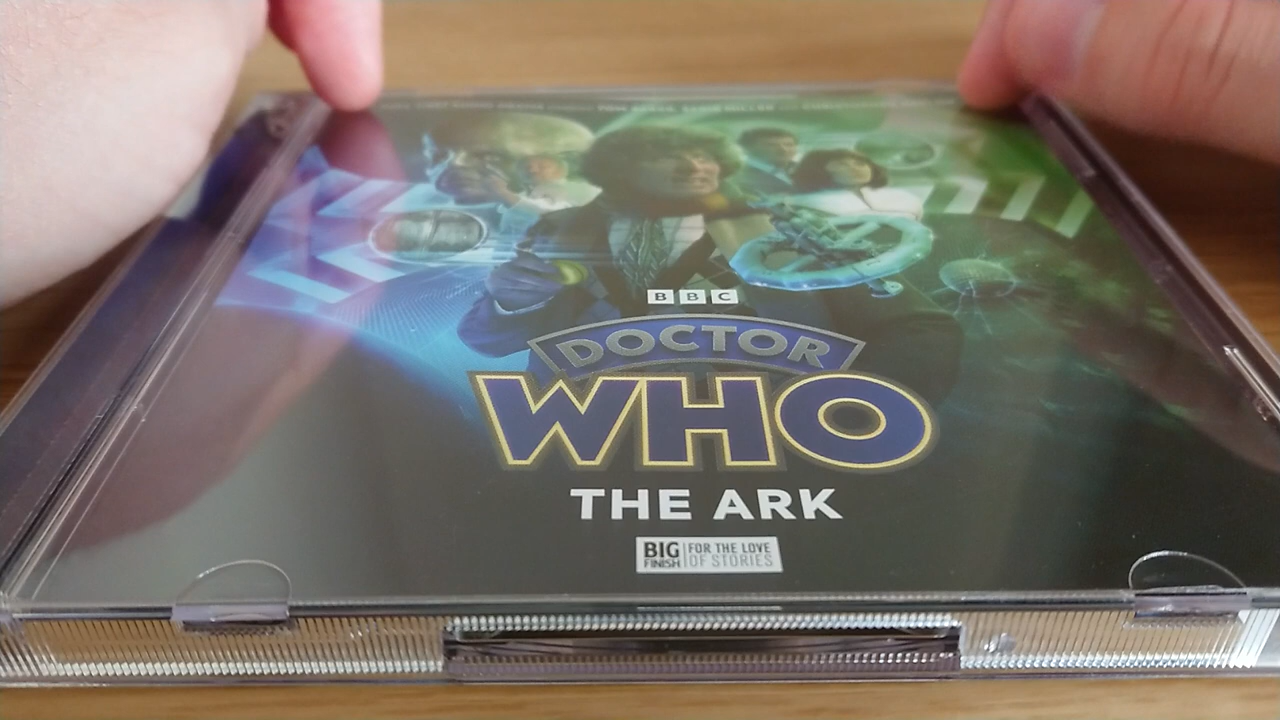 BBC
DOCTOR
WHO
THE ARK
BIG FINISH FOR THE LOVE OF STORIES